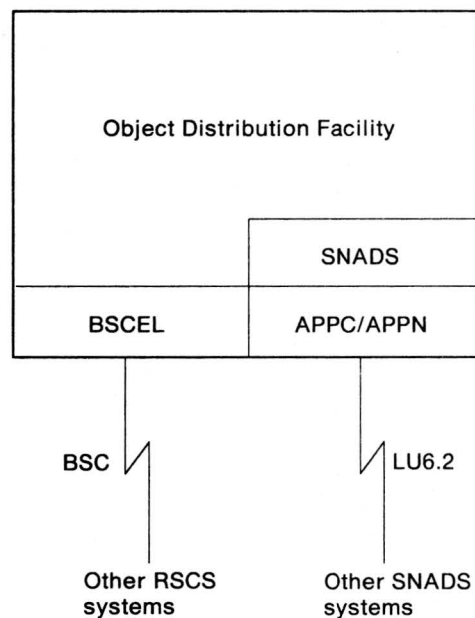 Object Distribution Facility
SNADS
BSCEL
APPC/APPN
BSC
LU6.2
Other RSCS
systems
Other SNADS
systems